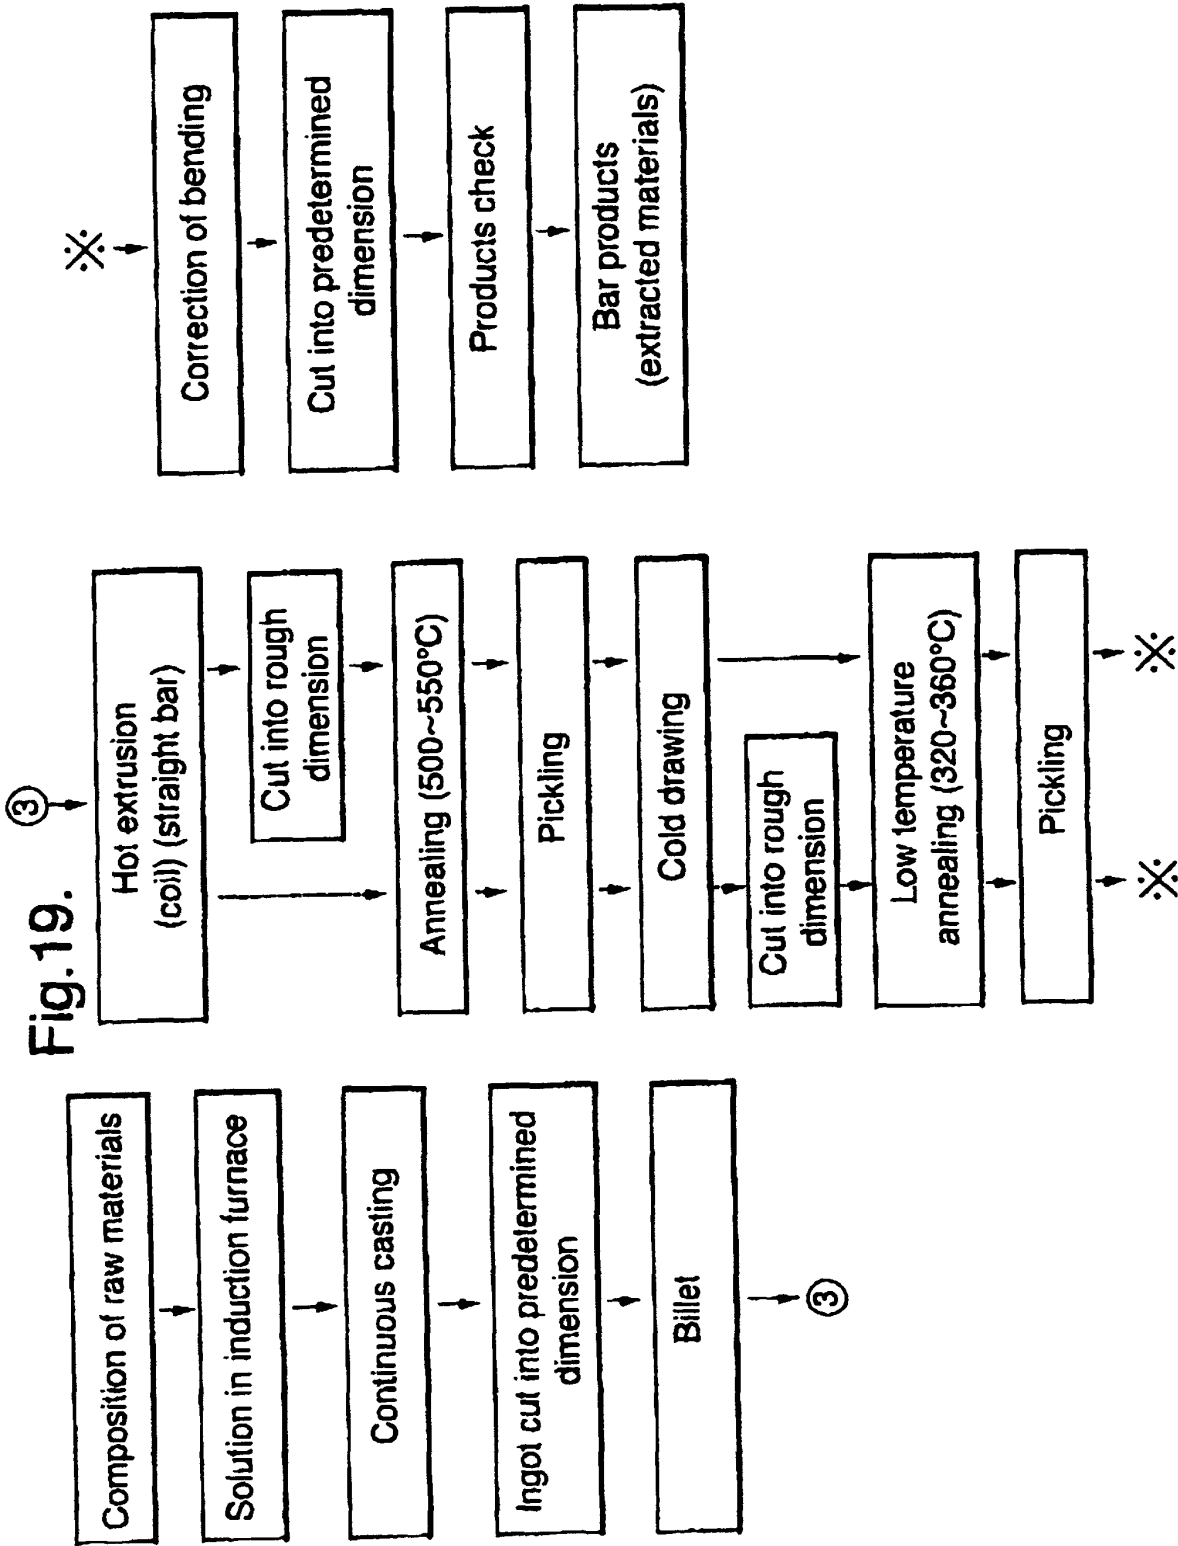 Fig.19.
Composition of raw materials
Solution in induction furnace
Continuous casting
Ingot cut into predetermined
dimension
Billet
③
③
Hot extrusion
(coil) (straight bar)
Cut into rough
dimension
Annealing (500~550°C)
Pickling
Cold drawing
Cut into rough
dimension
Low temperature
annealing (320~360°C)
Pickling
※ ※
※
Correction of bending
Cut into predetermined
dimension
Products check
Bar products
(extracted materials)